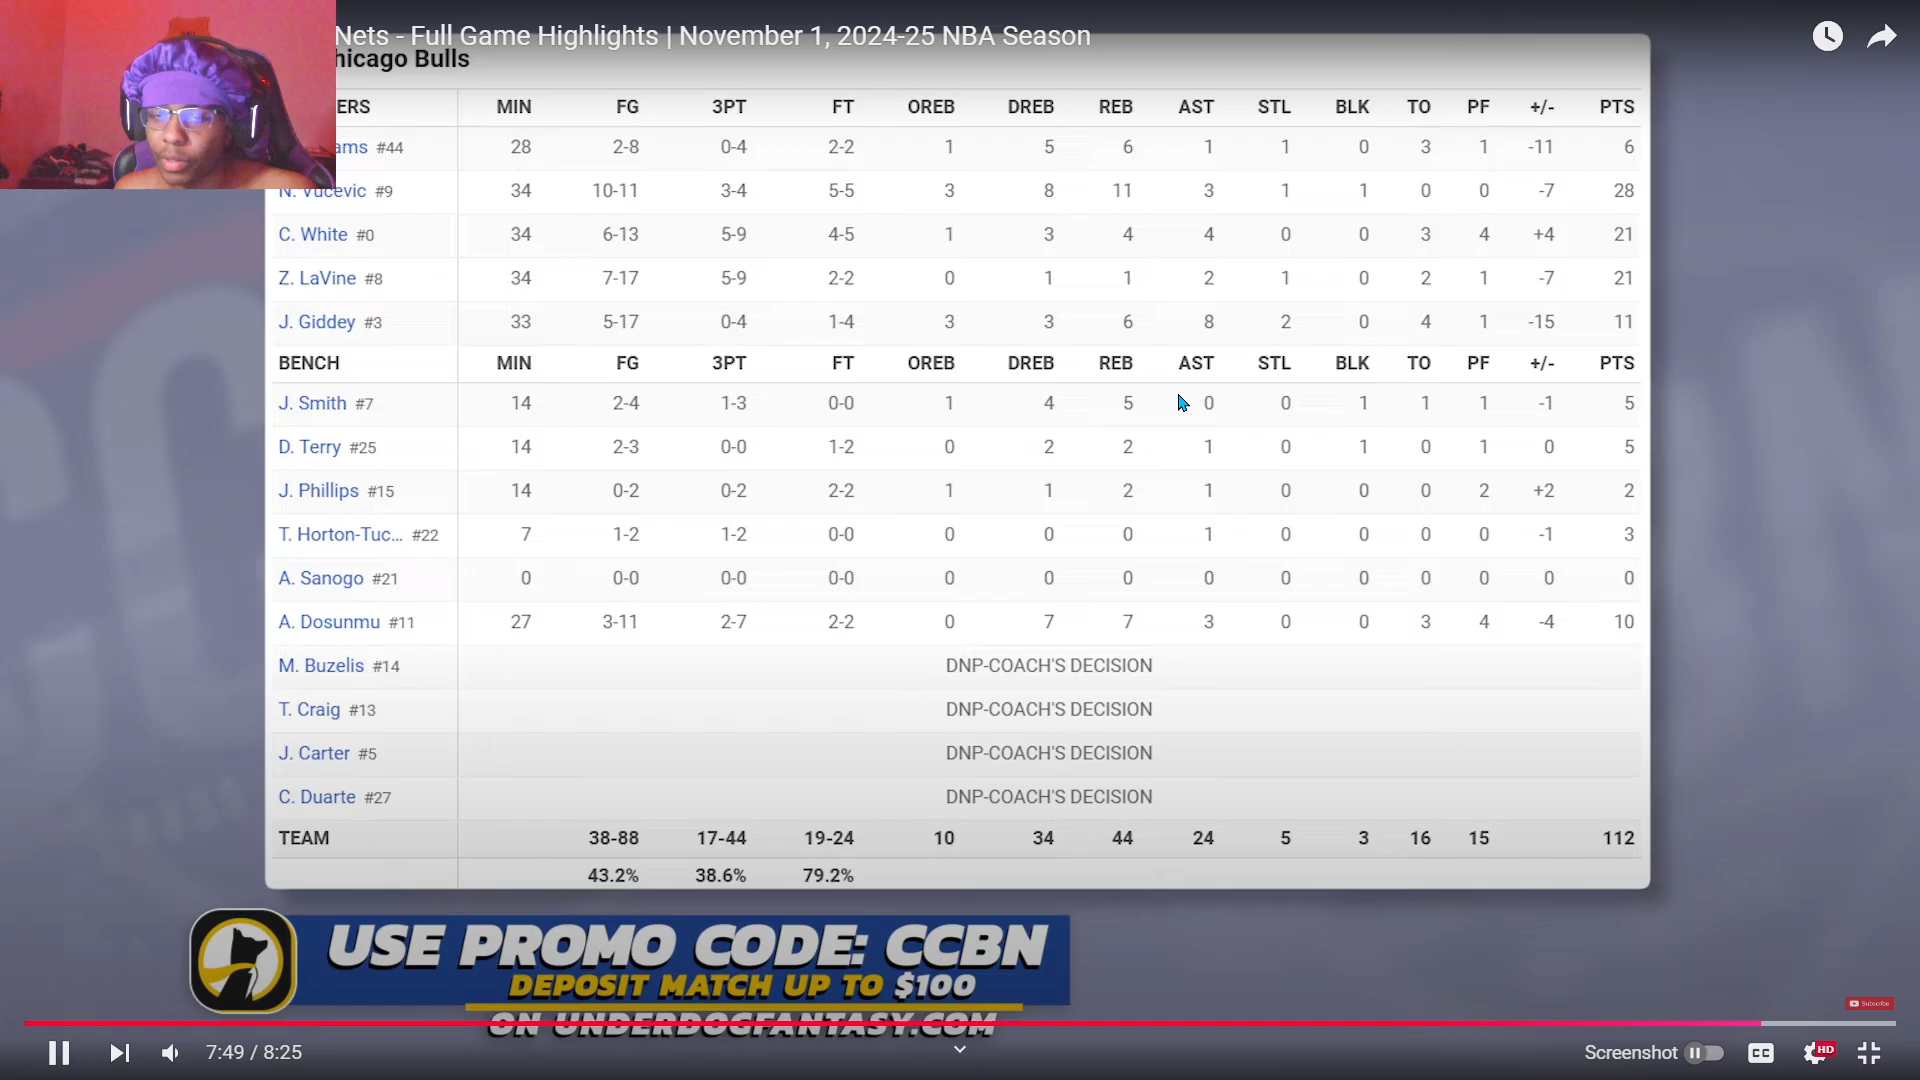 Nets - Full Game Highlights | November 1, 2024-25 NBA Season
hicago Bulls
ERS MIN FG 3PT FT OREB DREB REB AST STL BLK TO PF +/- PTS
ams #44 28 2-8 0-4 2-2 1 5 6 1 1 0 3 1 -11 6
N. Vucevic #9 34 10-11 3-4 5-5 3 8 11 3 1 1 0 0 -7 28
C. White #0 34 6-13 5-9 4-5 1 3 4 4 0 0 3 4 +4 21
Z. LaVine #8 34 7-17 5-9 2-2 0 1 1 2 1 0 2 1 -7 21
J. Giddey #3 33 5-17 0-4 1-4 3 3 6 8 2 0 4 1 -15 11
BENCH MIN FG 3PT FT OREB DREB REB AST STL BLK TO PF +/- PTS
J. Smith #7 14 2-4 1-3 0-0 1 4 5 0 0 1 1 1 -1 5
D. Terry #25 14 2-3 0-0 1-2 0 2 2 1 0 1 0 1 0 5
J. Phillips #15 14 0-2 0-2 2-2 1 1 2 1 0 0 0 2 +2 2
T. Horton-Tuc... #22 7 1-2 1-2 0-0 0 0 0 1 0 0 0 0 -1 3
A. Sanogo #21 0 0-0 0-0 0-0 0 0 0 0 0 0 0 0 0 0
A. Dosunmu #11 27 3-11 2-7 2-2 0 7 7 3 0 0 3 4 -4 10
M. Buzelis #14 DNP-COACH'S DECISION
T. Craig #13 DNP-COACH'S DECISION
J. Carter #5 DNP-COACH'S DECISION
C. Duarte #27 DNP-COACH'S DECISION
TEAM 38-88 17-44 19-24 10 34 44 24 5 3 16 15 112
43.2% 38.6% 79.2%
USE PROMO CODE: CCBN
DEPOSIT MATCH UP TO $100
ON UNDERDOGFANTASY.COM
Subscribe
7:49 / 8:25
Screenshot
CC
HD